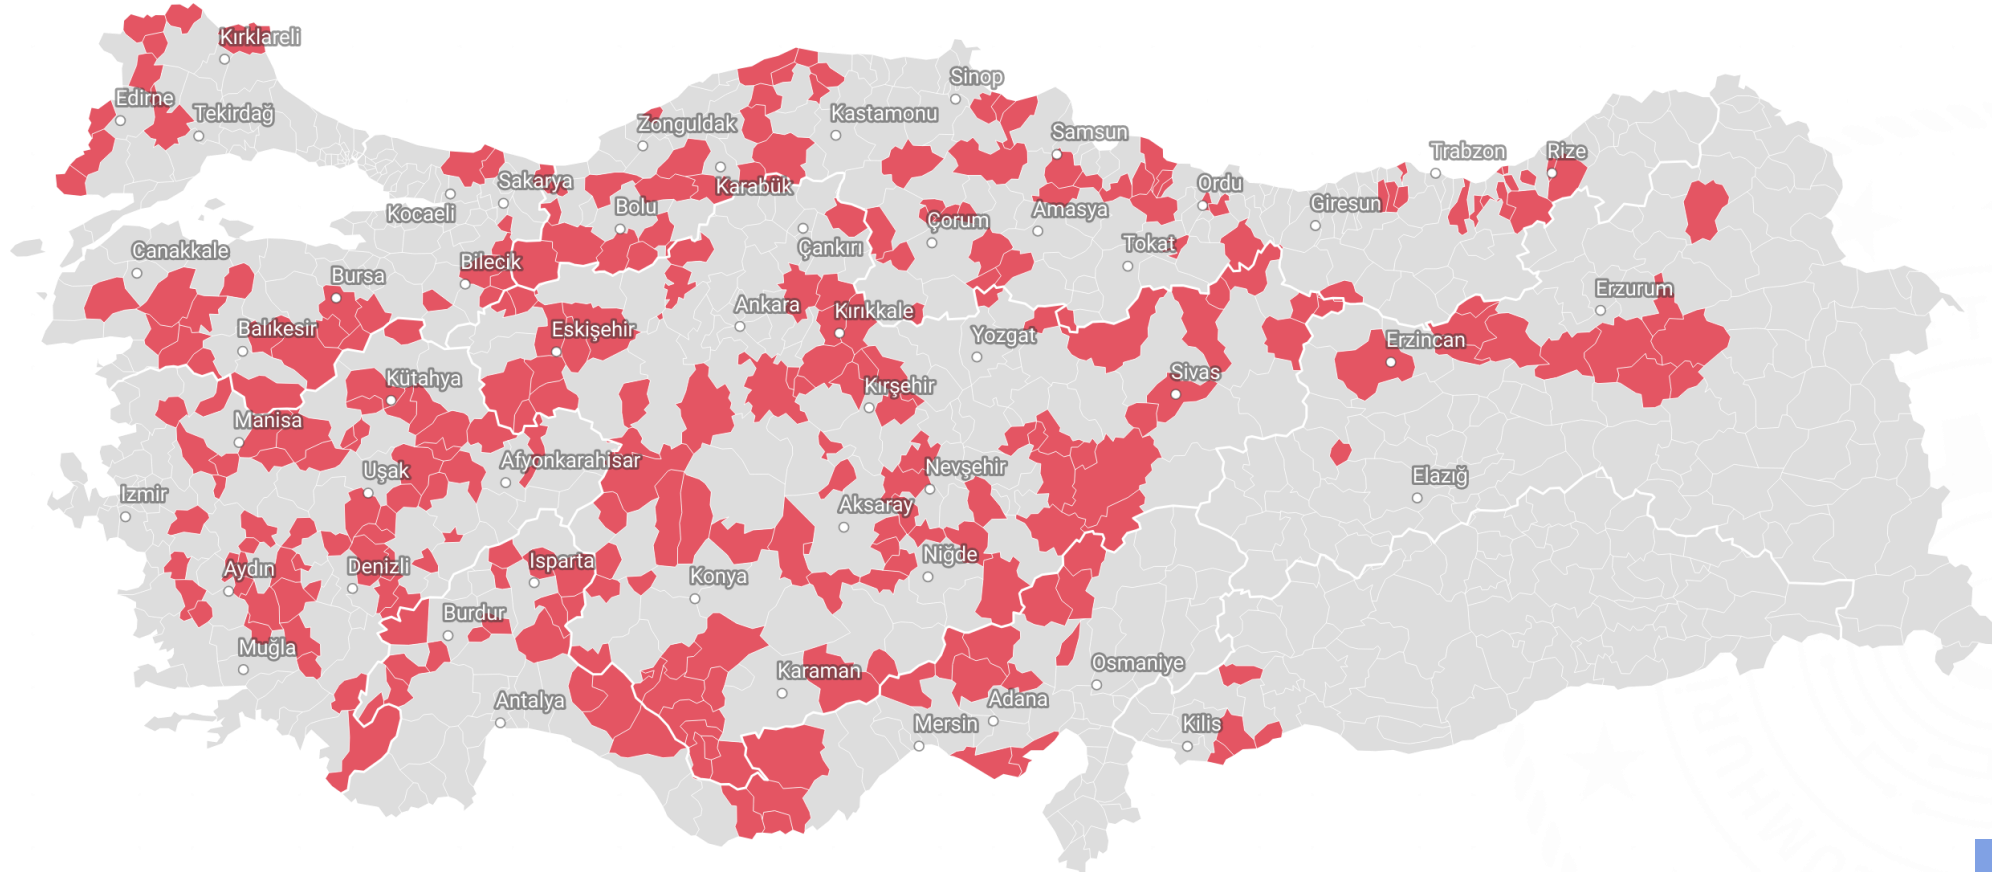 Kırklareli
Edirne
Tekirdağ
Sinop
Kastamonu
Zonguldak
Samsun
Trabzon
Rize
Karabük
Sakarya
Kocaeli
Bolu
Ordu
Giresun
Amasya
Çorum
Çankırı
Tokat
Canakkale
Bilecik
Bursa
Erzurum
Ankara
Kırıkkale
Balıkesir
Eskişehir
Yozgat
Erzincan
Kütahya
Kırşehir
Sivas
Manisa
Uşak
Afyonkarahisar
Nevşehir
Elazığ
Izmir
Aksaray
Aydın
Denizli
Isparta
Niğde
Konya
Burdur
Muğla
Karaman
Osmaniye
Antalya
Adana
Mersin
Kilis